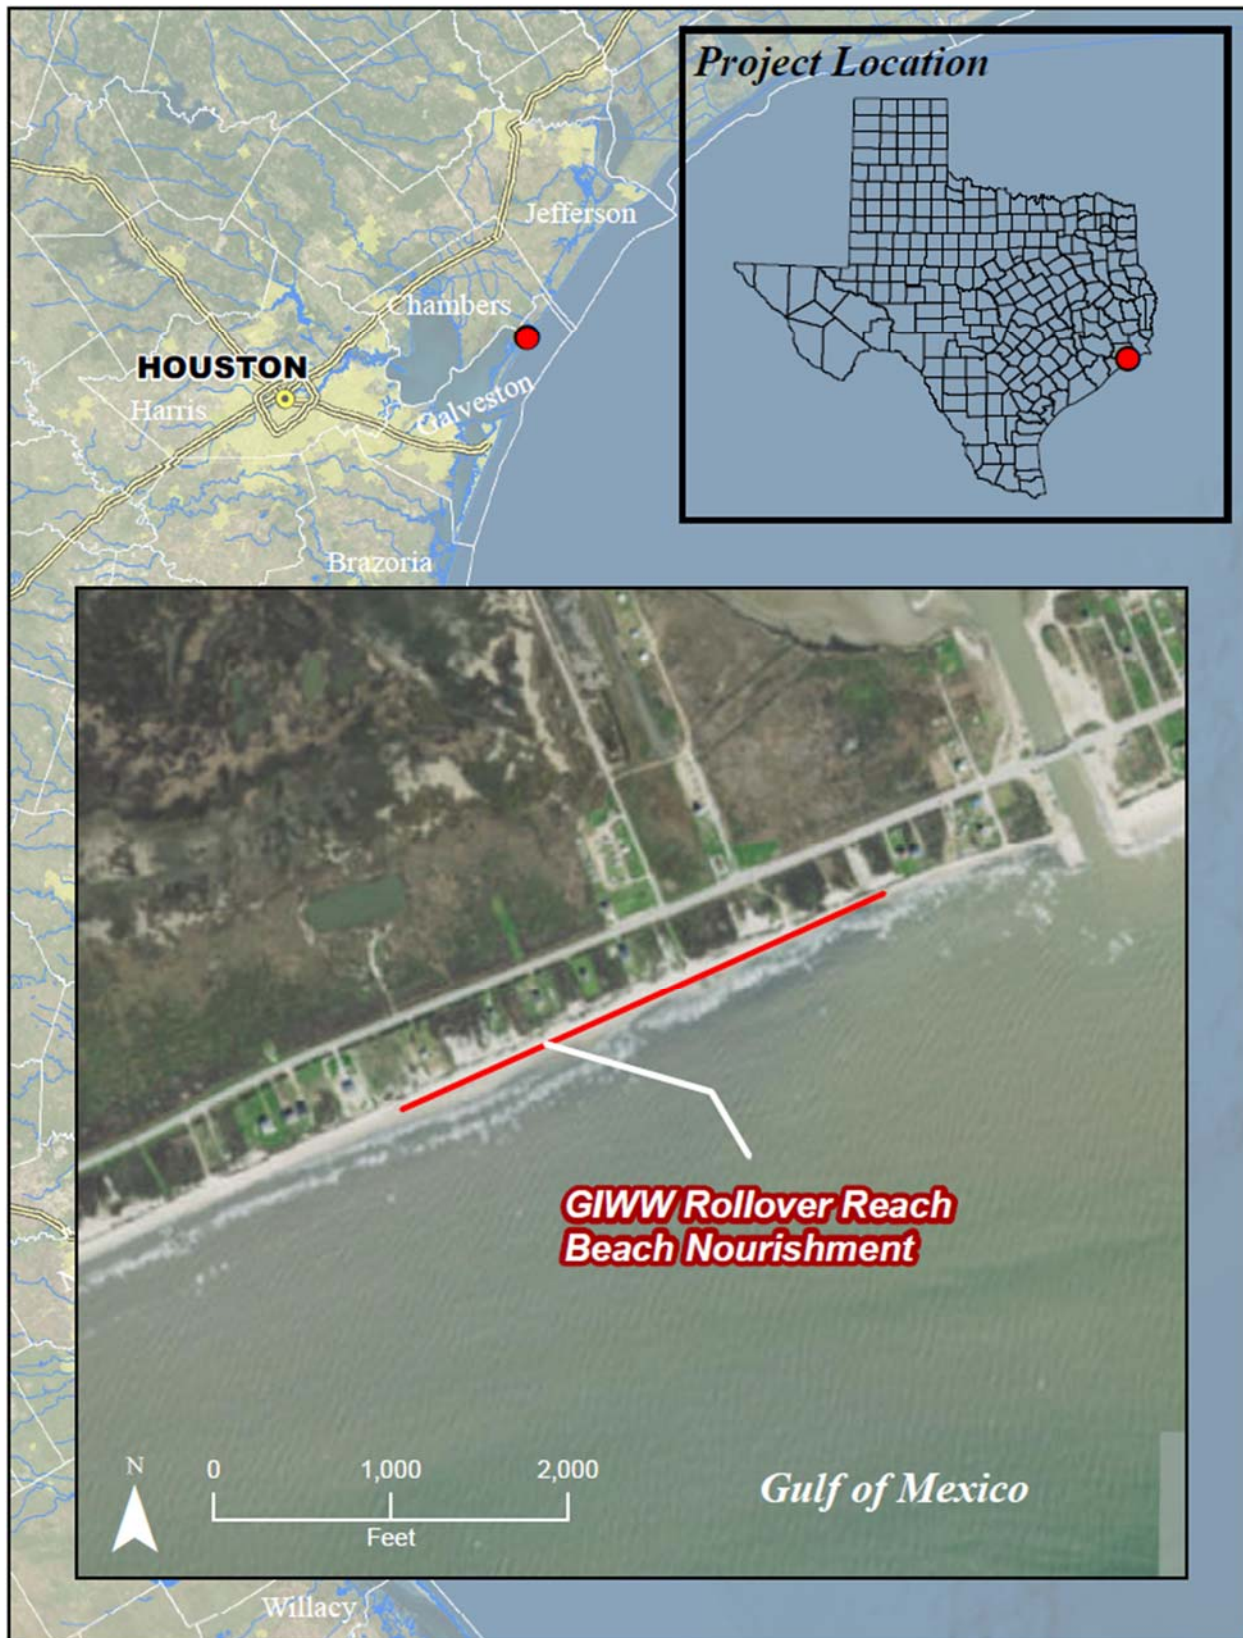 Project Location
Jefferson
Chambers
HOUSTON
Harris
Galveston
Brazoria
GIWW Rollover Reach
Beach Nourishment
N
0 1,000 2,000
Feet
Gulf of Mexico
Willacy